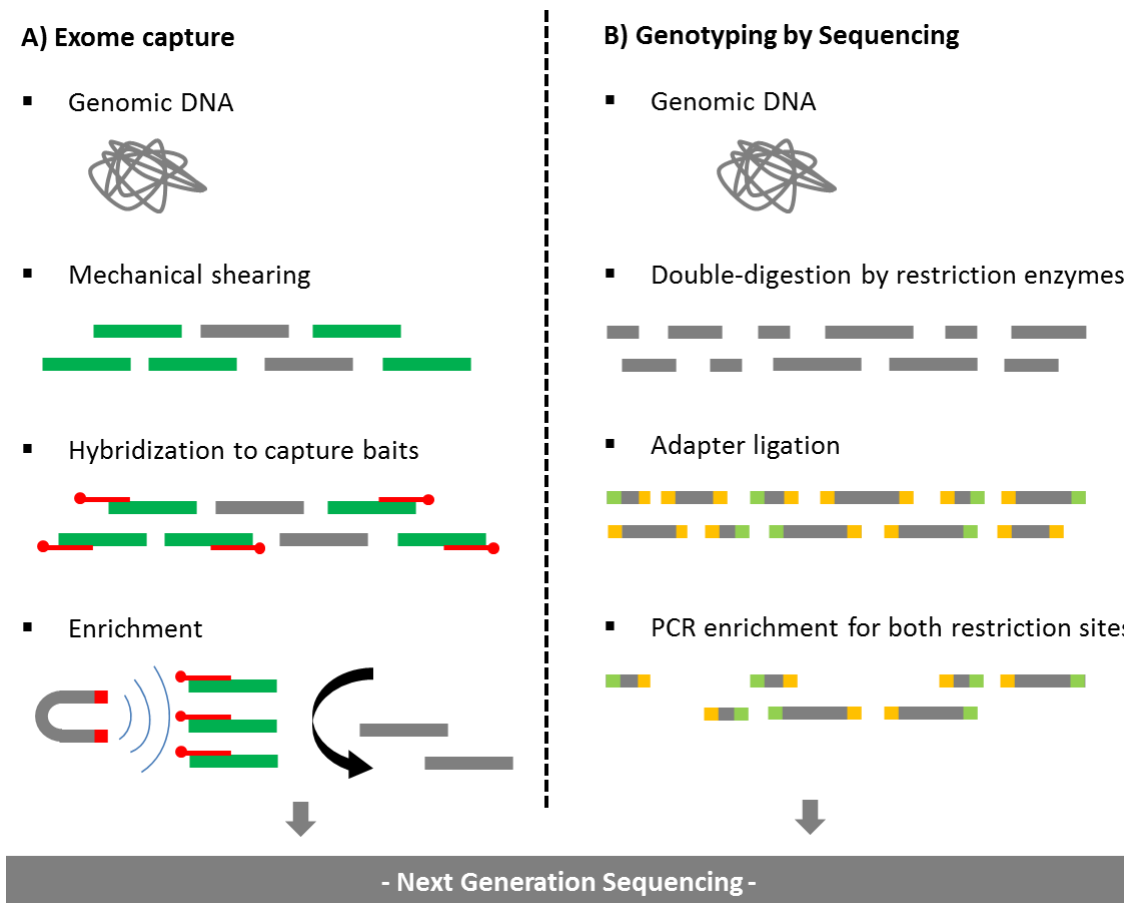 A) Exome capture
▪ Genomic DNA
▪ Mechanical shearing
▪ Hybridization to capture baits
▪ Enrichment
B) Genotyping by Sequencing
▪ Genomic DNA
▪ Double-digestion by restriction enzymes
▪ Adapter ligation
▪ PCR enrichment for both restriction sites
- Next Generation Sequencing -